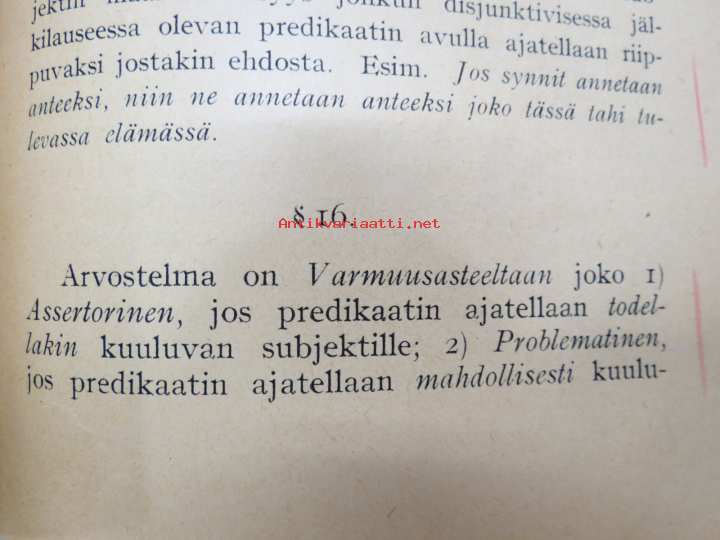 disjunktivisessa jäl-
kilauseessa olevan predikaatin avulla ajatellaan riip-
puvaksi jostakin ehdosta. Esim. Jos synnit annetaan
anteeksi, niin ne annetaan anteeksi joko tässä tahi tu-
levassa elämässä.
§ 16.
Antikvariaatti.net
Arvostelma on Varmuusasteeltaan joko 1)
Assertorinen, jos predikaatin ajatellaan todel-
lakin kuuluvan subjektille; 2) Problematinen,
jos predikaatin ajatellaan mahdollisesti kuulu-